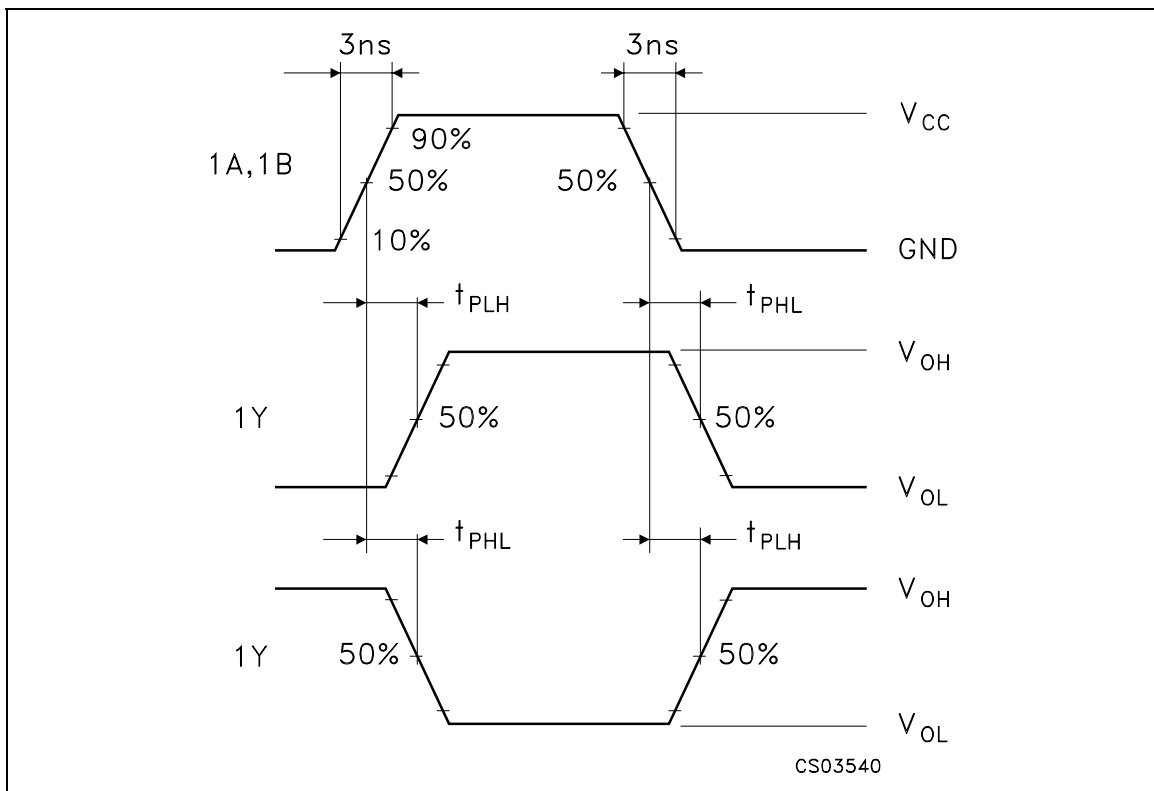 3ns 3ns
V_CC
90%
1A,1B
50% 50%
10%
GND
t_PLH t_PHL
V_OH
1Y 50% 50%
V_OL
t_PHL t_PLH
V_OH
1Y 50% 50%
V_OL
CS03540